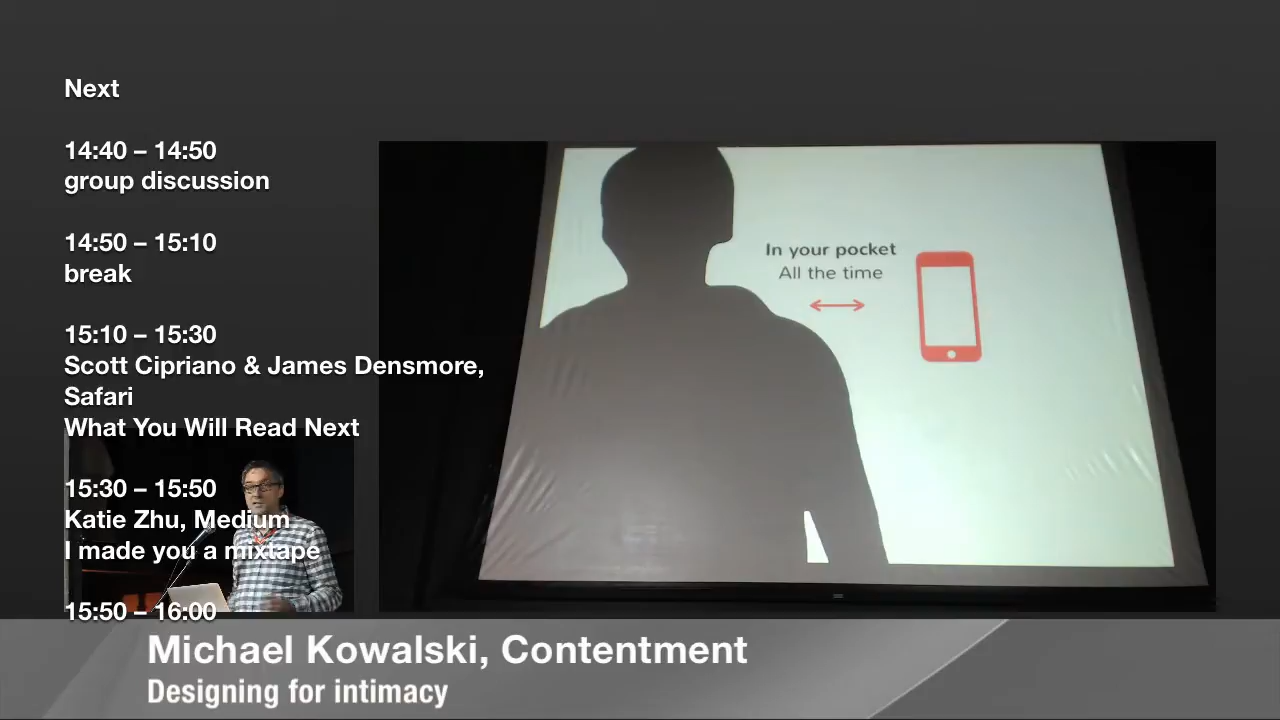 Next
14:40 – 14:50
group discussion
14:50 – 15:10
break
15:10 – 15:30
Scott Cipriano & James Densmore,
Safari
What You Will Read Next
15:30 – 15:50
Katie Zhu, Medium
I made you a mixtape
15:50 – 16:00
In your pocket
All the time
Michael Kowalski, Contentment
Designing for intimacy